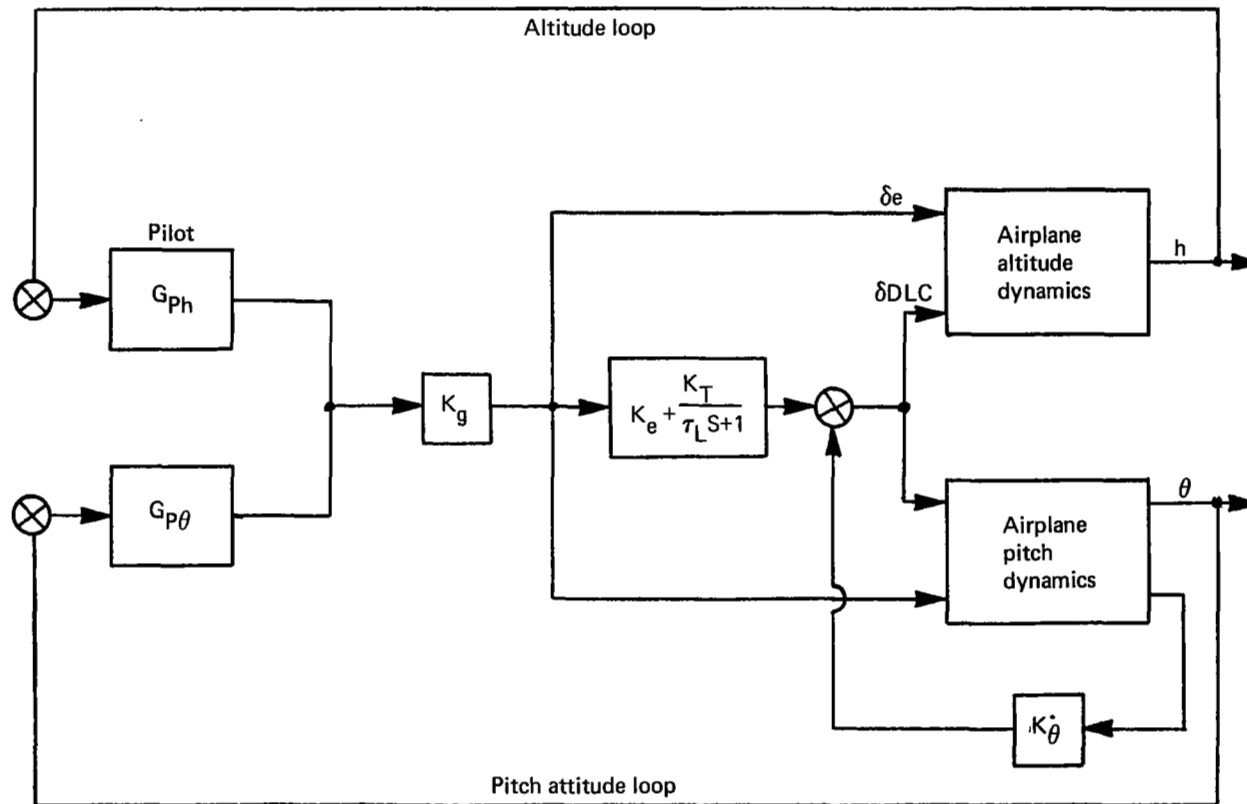 Altitude loop
Pilot
G_Ph
G_Pθ
K_g
K_e + K_T / τ_L S+1
δe
δDLC
Airplane
altitude
dynamics
h
Airplane
pitch
dynamics
θ
K_θ̇
Pitch attitude loop